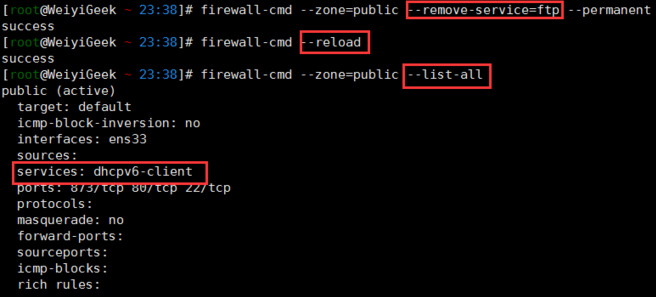 [root@WeiyiGeek ~ 23:38]# firewall-cmd --zone=public --remove-service=ftp --permanent
success
[root@WeiyiGeek ~ 23:38]# firewall-cmd --reload
success
[root@WeiyiGeek ~ 23:38]# firewall-cmd --zone=public --list-all
public (active)
  target: default
  icmp-block-inversion: no
  interfaces: ens33
  sources:
  services: dhcpv6-client
  ports: 873/tcp 80/tcp 22/tcp
  protocols:
  masquerade: no
  forward-ports:
  sourceports:
  icmp-blocks:
  rich rules: